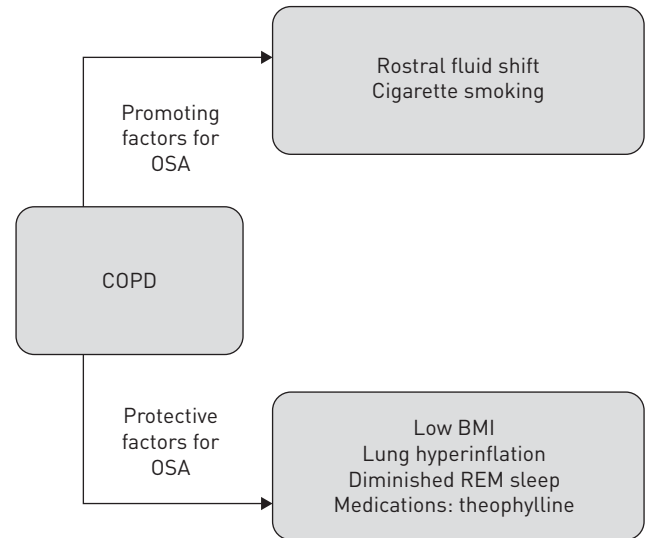 Rostral fluid shift
Cigarette smoking
Promoting
factors for
OSA
COPD
Protective
factors for
OSA
Low BMI
Lung hyperinflation
Diminished REM sleep
Medications: theophylline